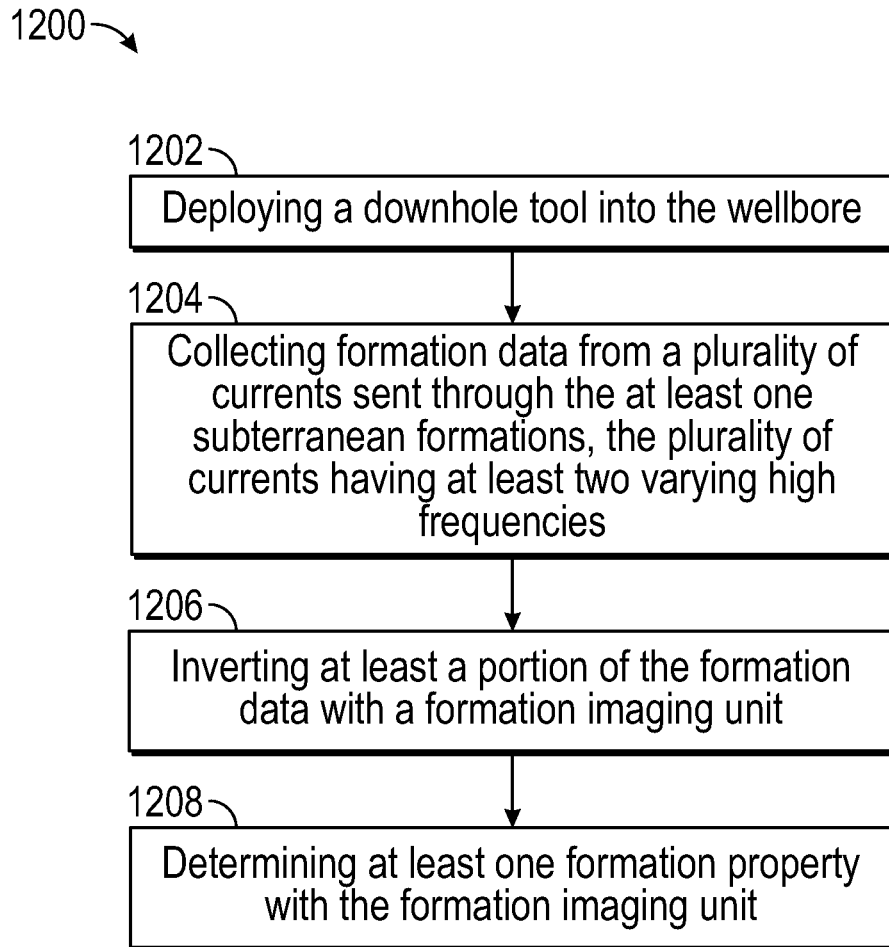 1200
1202
Deploying a downhole tool into the wellbore
1204
Collecting formation data from a plurality of
currents sent through the at least one
subterranean formations, the plurality of
currents having at least two varying high
frequencies
1206
Inverting at least a portion of the formation
data with a formation imaging unit
1208
Determining at least one formation property
with the formation imaging unit